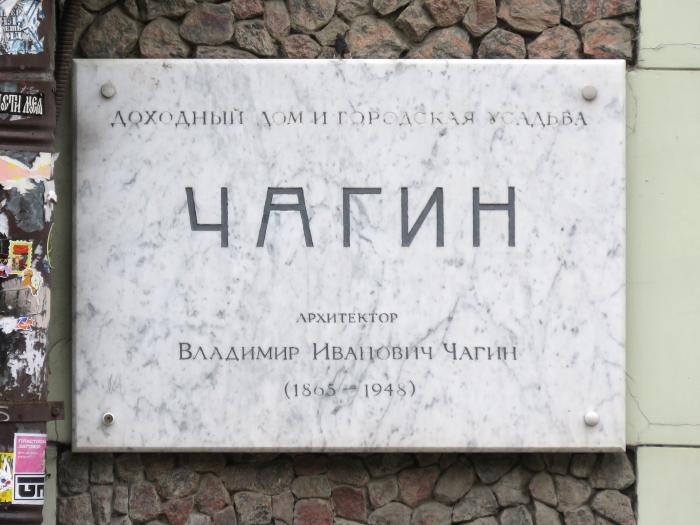 ДОХОДНЫЙ ДОМ И ГОРОДСКАЯ УСАДЬБА
ЧАГИН
АРХИТЕКТОР
ВЛАДИМИР ИВАНОВИЧ ЧАГИН
(1865 – 1948)